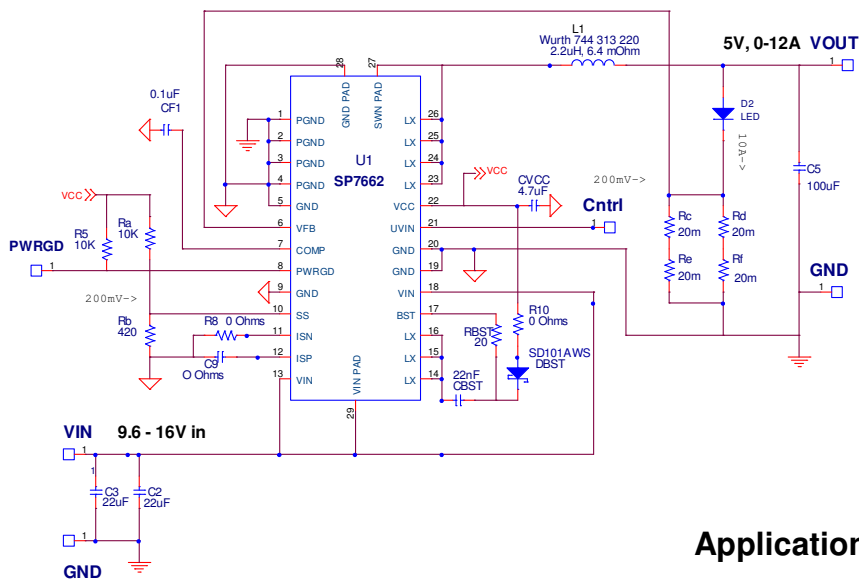 L1
Wurth 744 313 220
2.2uH, 6.4 mOhm
5V, 0-12A VOUT
1
28
27
GND PAD
SWN PAD
0.1uF
CF1
D2
LED
10A->
1 PGND
LX 26
2 PGND
LX 25
3 PGND
LX 24
4 PGND
LX 23
5 GND
VCC 22
6 VFB
UVIN 21
7 COMP
GND 20
8 PWRGD
GND 19
9 GND
VIN 18
10 SS
BST 17
11 ISN
LX 16
12 ISP
LX 15
13 VIN
LX 14
U1
SP7662
VIN PAD
29
VCC
CVCC
4.7uF
200mV->
Cntrl
1
C5
100uF
Rc
20m
Rd
20m
Re
20m
Rf
20m
GND
1
VCC
R5
10K
Ra
10K
PWRGD
1
200mV->
Rb
420
R8 0 Ohms
C9
O Ohms
R10
0 Ohms
RBST
20
SD101AWS
DBST
22nF
CBST
VIN 9.6 - 16V in
1
1
C3
22uF
C2
22uF
1
GND
Application